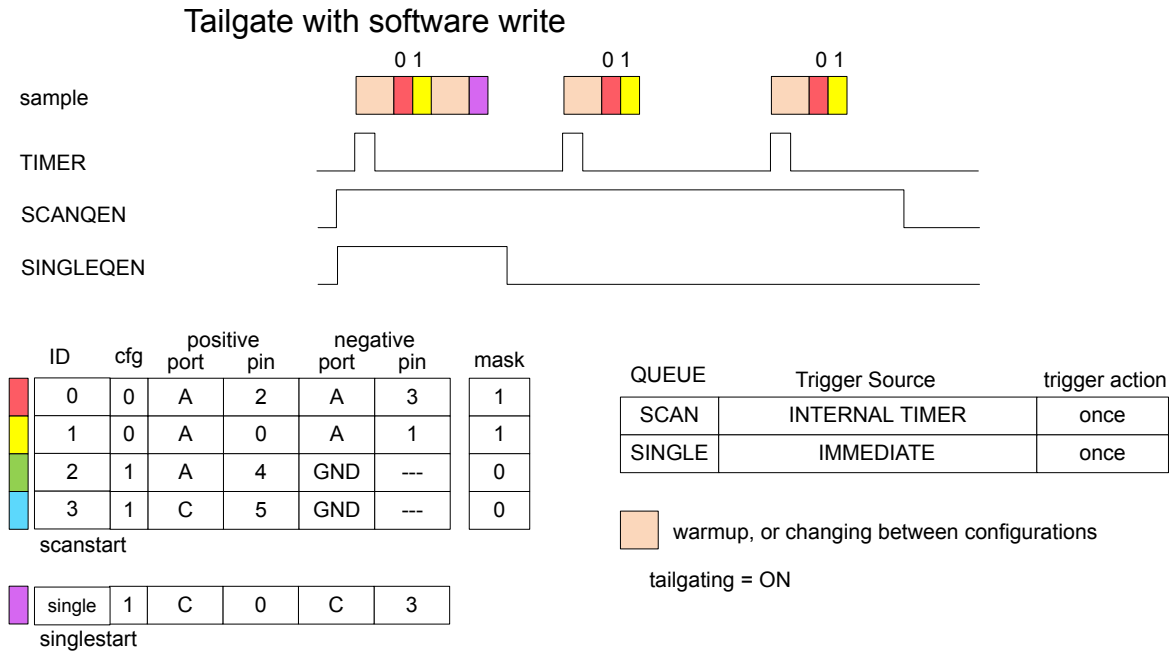 Tailgate with software write
0 1 0 1 0 1
sample
TIMER
SCANQEN
SINGLEQEN
positive negative
ID cfg port pin port pin mask
0 0 A 2 A 3 1
1 0 A 0 A 1 1
2 1 A 4 GND --- 0
3 1 C 5 GND --- 0
scanstart
single 1 C 0 C 3
singlestart
QUEUE Trigger Source trigger action
SCAN INTERNAL TIMER once
SINGLE IMMEDIATE once
warmup, or changing between configurations
tailgating = ON